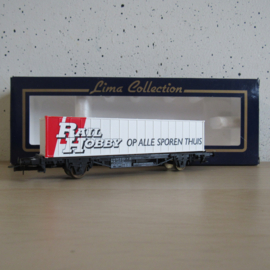 Lima Collection
RAIL
HOBBY OP ALLE SPOREN THUIS